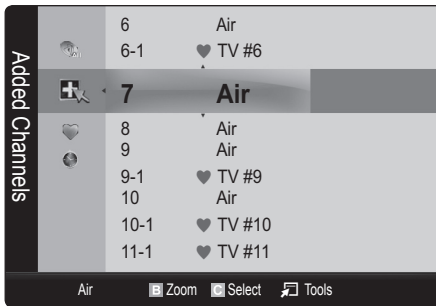 Added Channels
6 Air
6-1 ♥ TV #6
7 Air
8 Air
9 Air
9-1 ♥ TV #9
10 Air
10-1 ♥ TV #10
11-1 ♥ TV #11
Air B Zoom C Select Tools